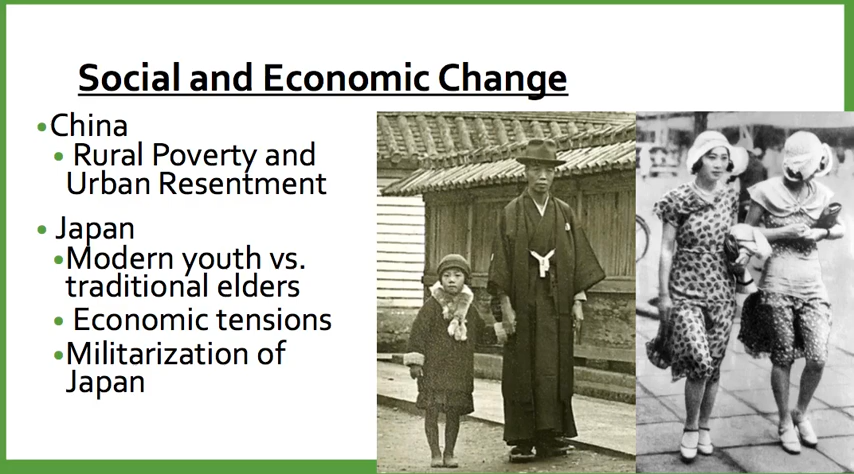 Social and Economic Change
•China
• Rural Poverty and
Urban Resentment
• Japan
•Modern youth vs.
traditional elders
• Economic tensions
•Militarization of
Japan